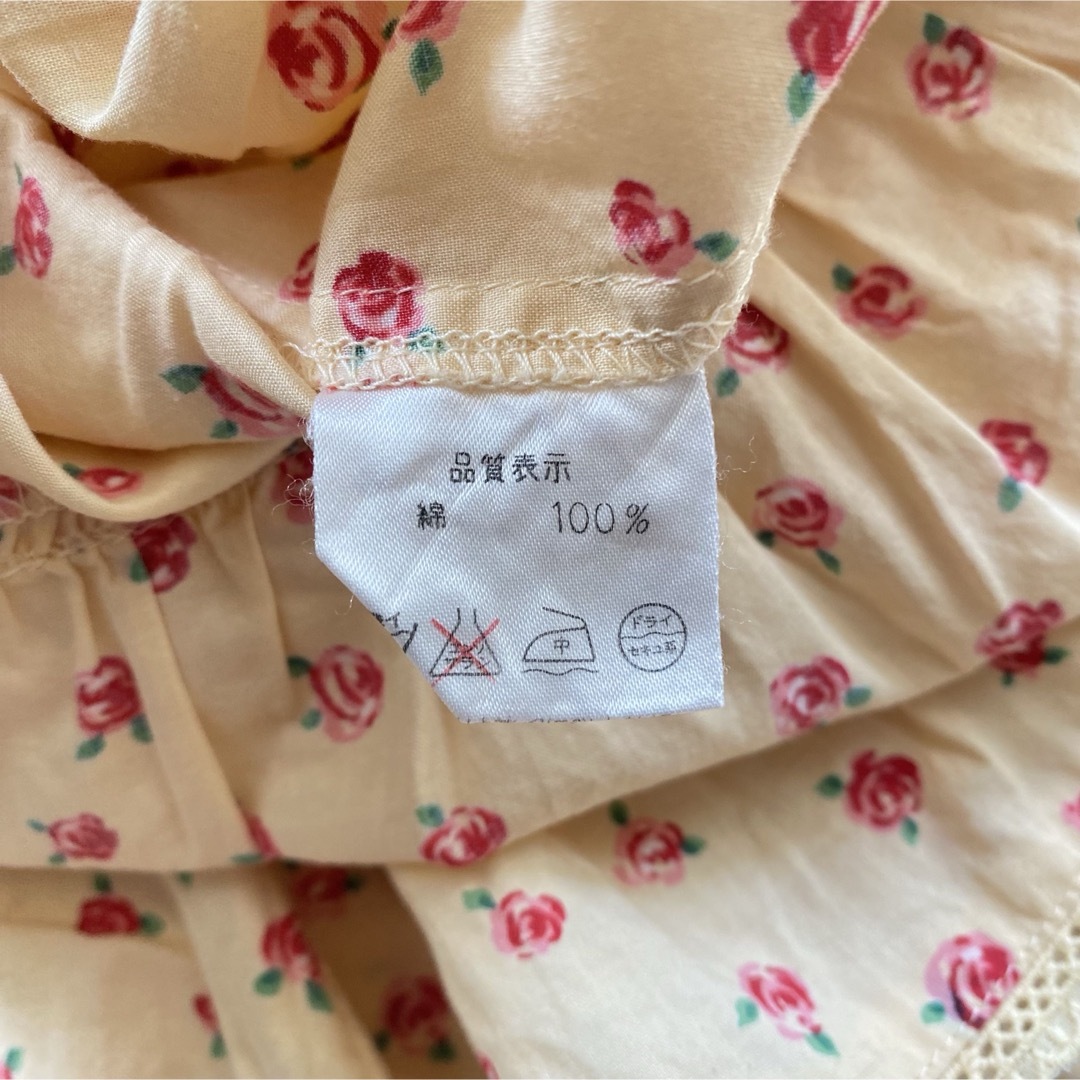 品質表示
綿 100%
中 ドライ
セキユ系